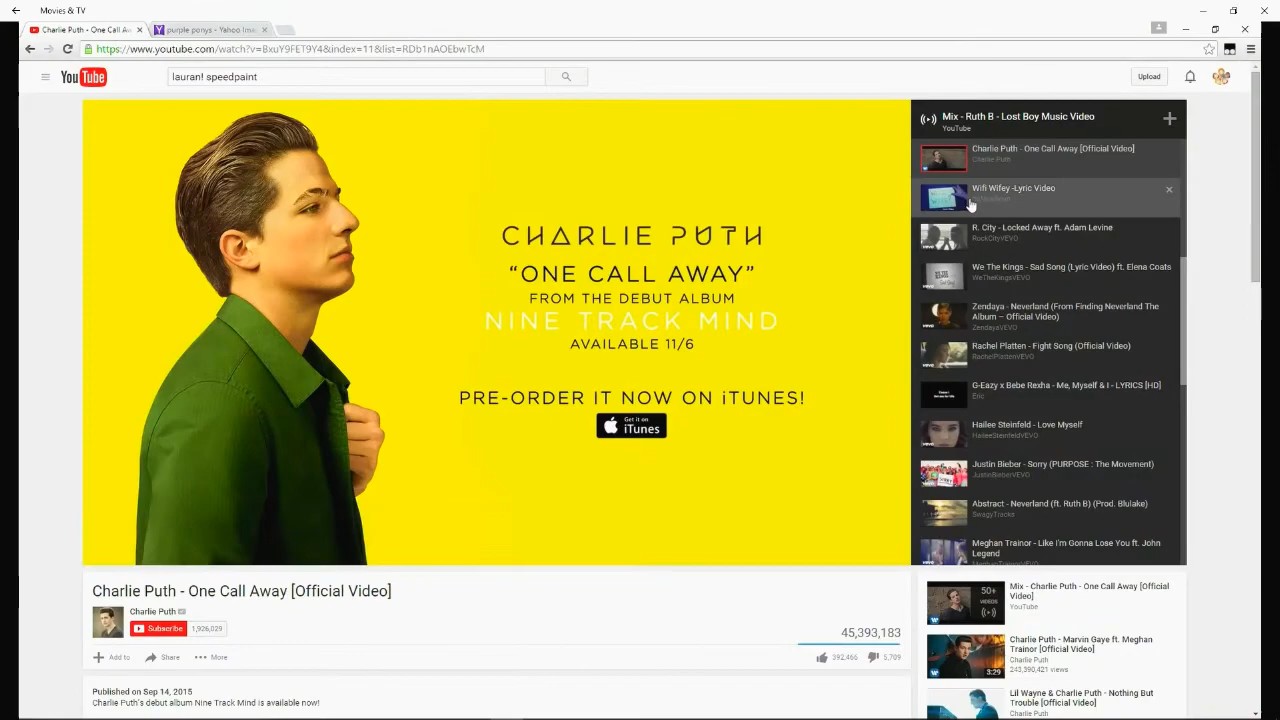 Movies & TV
Charlie Puth - One Call Aw
purple ponys - Yahoo Ima
https://www.youtube.com/watch?v=BxuY9FET9Y4&index=11&list=RDb1nAOEbwTcM
YouTube
lauran! speedpaint
Upload
CHARLIE PUTH
“ONE CALL AWAY”
FROM THE DEBUT ALBUM
NINE TRACK MIND
AVAILABLE 11/6
PRE-ORDER IT NOW ON iTUNES!
Get it on
iTunes
Mix - Ruth B - Lost Boy Music Video
YouTube
Charlie Puth - One Call Away [Official Video]
Charlie Puth
Wifi Wifey -Lyric Video
R. City - Locked Away ft. Adam Levine
RockCityVEVO
We The Kings - Sad Song (Lyric Video) ft. Elena Coats
WeTheKingsVEVO
Zendaya - Neverland (From Finding Neverland The
Album – Official Video)
ZendayaVEVO
Rachel Platten - Fight Song (Official Video)
RachelPlattenVEVO
G-Eazy x Bebe Rexha - Me, Myself & I - LYRICS [HD]
Eric
Hailee Steinfeld - Love Myself
HaileeSteinfeldVEVO
Justin Bieber - Sorry (PURPOSE : The Movement)
JustinBieberVEVO
Abstract - Neverland (ft. Ruth B) (Prod. Blulake)
SwagyTracks
Meghan Trainor - Like I'm Gonna Lose You ft. John
Legend
MeghanTrainorVEVO
Charlie Puth - One Call Away [Official Video]
Charlie Puth
Subscribe 1,926,029
45,393,183
Add to Share More
392,466 5,709
Published on Sep 14, 2015
Charlie Puth's debut album Nine Track Mind is available now!
50+
VIDEOS
Mix - Charlie Puth - One Call Away [Official
Video]
YouTube
3:29
Charlie Puth - Marvin Gaye ft. Meghan
Trainor [Official Video]
Charlie Puth
243,390,421 views
Lil Wayne & Charlie Puth - Nothing But
Trouble [Official Video]
Charlie Puth